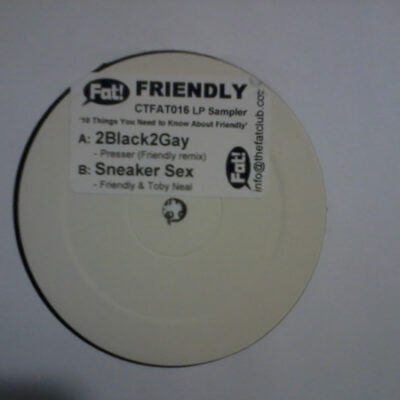 Fat!
FRIENDLY
CTFAT016 LP Sampler
'10 Things You Need to Know About Friendly'
A: 2Black2Gay
- Presser (Friendly remix)
B: Sneaker Sex
- Friendly & Toby Neal
Fat!
info@thefatclub.com